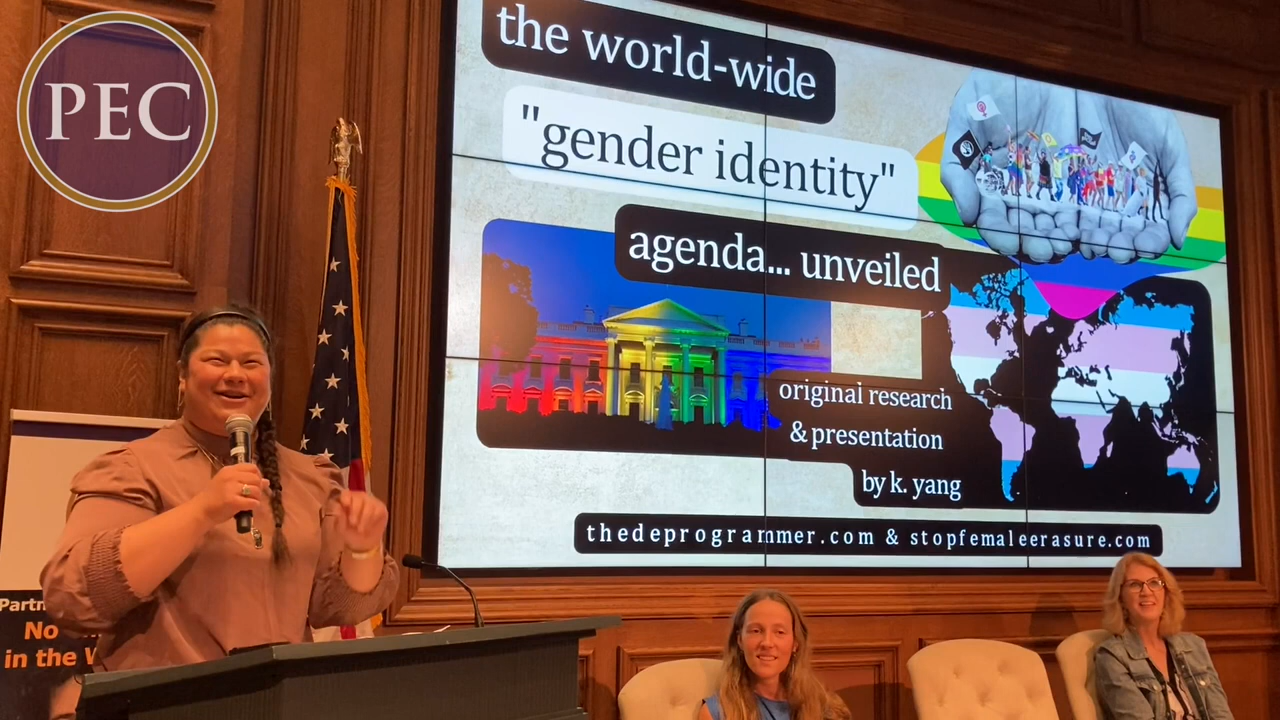 PEC
the world-wide
"gender identity"
agenda... unveiled
original research
& presentation
by k. yang
thedeprogrammer.com & stopfemaleerasure.com
No
in the